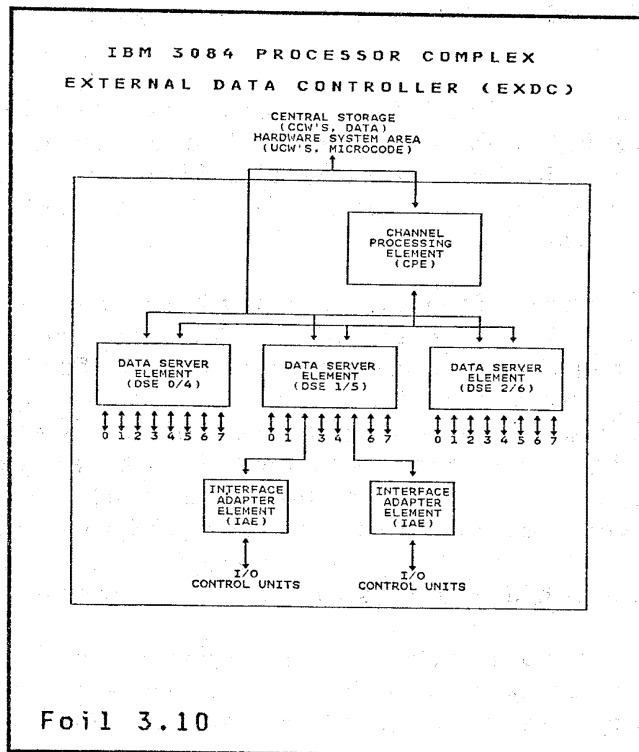 IBM 3084 PROCESSOR COMPLEX
EXTERNAL DATA CONTROLLER (EXDC)
CENTRAL STORAGE
(CCW'S, DATA)
HARDWARE SYSTEM AREA
(UCW'S, MICROCODE)
CHANNEL
PROCESSING
ELEMENT
(CPE)
DATA SERVER
ELEMENT
(DSE 0/4)
DATA SERVER
ELEMENT
(DSE 1/5)
DATA SERVER
ELEMENT
(DSE 2/6)
0 1 2 3 4 5 6 7
0 1 3 4 6 7
0 1 2 3 4 5 6 7
INTERFACE
ADAPTER
ELEMENT
(IAE)
INTERFACE
ADAPTER
ELEMENT
(IAE)
I/O
CONTROL UNITS
I/O
CONTROL UNITS
Foil 3.10